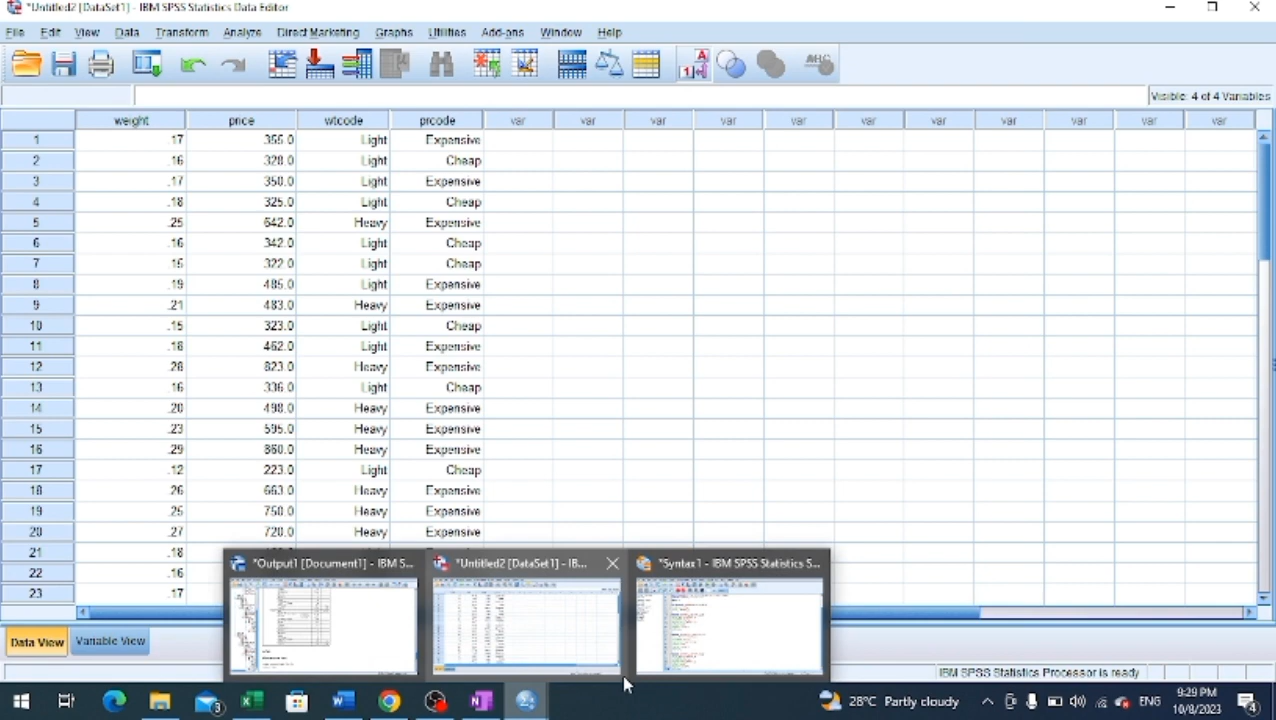 *Untitled2 [DataSet1] - IBM SPSS Statistics Data Editor
File Edit View Data Transform Analyze Direct Marketing Graphs Utilities Add-ons Window Help
Visible: 4 of 4 Variables
weight price wtcode prcode var var var var var var var var var var var
1 .17 355.0 Light Expensive
2 .16 328.0 Light Cheap
3 .17 350.0 Light Expensive
4 .18 325.0 Light Cheap
5 .25 642.0 Heavy Expensive
6 .16 342.0 Light Cheap
7 .15 322.0 Light Cheap
8 .19 485.0 Light Expensive
9 .21 483.0 Heavy Expensive
10 .15 323.0 Light Cheap
11 .18 462.0 Light Expensive
12 .28 823.0 Heavy Expensive
13 .16 336.0 Light Cheap
14 .20 498.0 Heavy Expensive
15 .23 595.0 Heavy Expensive
16 .29 860.0 Heavy Expensive
17 .12 223.0 Light Cheap
18 .26 663.0 Heavy Expensive
19 .25 750.0 Heavy Expensive
20 .27 720.0 Heavy Expensive
21 .18
22 .16
23 .17
*Output1 [Document1] - IBM S...
*Untitled2 [DataSet1] - IB...
*Syntax1 - IBM SPSS Statistics S...
Data View Variable View
IBM SPSS Statistics Processor is ready
28°C Partly cloudy ENG 9:29 PM
10/8/2023